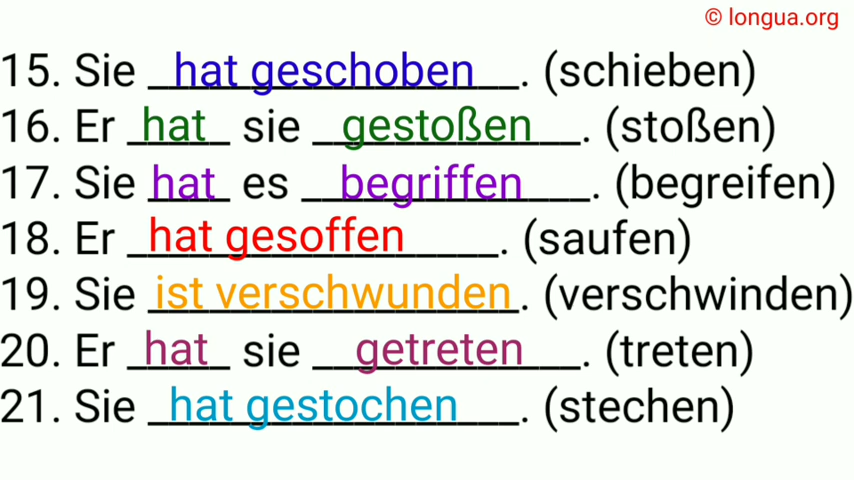 © longua.org
15. Sie hat geschoben. (schieben)
16. Er hat sie gestoßen. (stoßen)
17. Sie hat es begriffen. (begreifen)
18. Er hat gesoffen. (saufen)
19. Sie ist verschwunden. (verschwinden)
20. Er hat sie getreten. (treten)
21. Sie hat gestochen. (stechen)